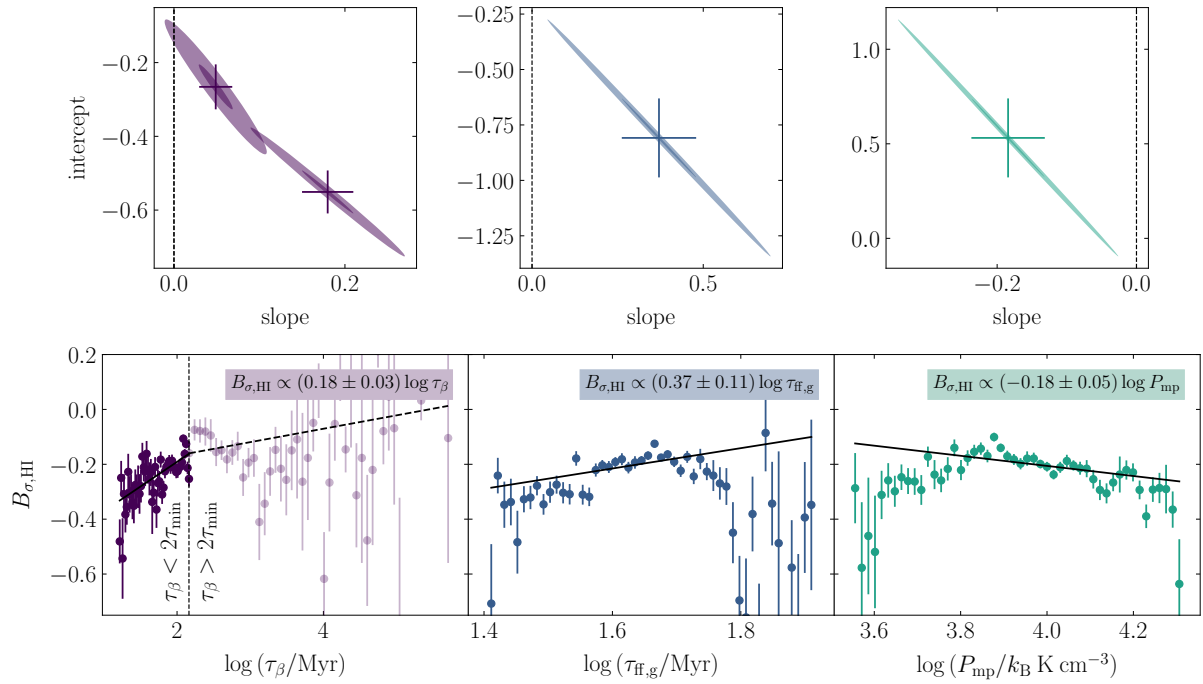 −0.2
−0.4
−0.6
intercept
0.0
0.2
slope
−0.25
−0.50
−0.75
−1.00
−1.25
0.0
0.5
slope
1.0
0.5
0.0
−0.2
0.0
slope
0.2
0.0
−0.2
−0.4
−0.6
B_{σ,HI}
B_{σ,HI} ∝ (0.18 ± 0.03) log τ_β
τ_β < 2τ_min
τ_β > 2τ_min
2
4
log (τ_β/Myr)
B_{σ,HI} ∝ (0.37 ± 0.11) log τ_{ff,g}
1.4
1.6
1.8
log (τ_{ff,g}/Myr)
B_{σ,HI} ∝ (−0.18 ± 0.05) log P_mp
3.6
3.8
4.0
4.2
log (P_mp/k_B K cm⁻³)